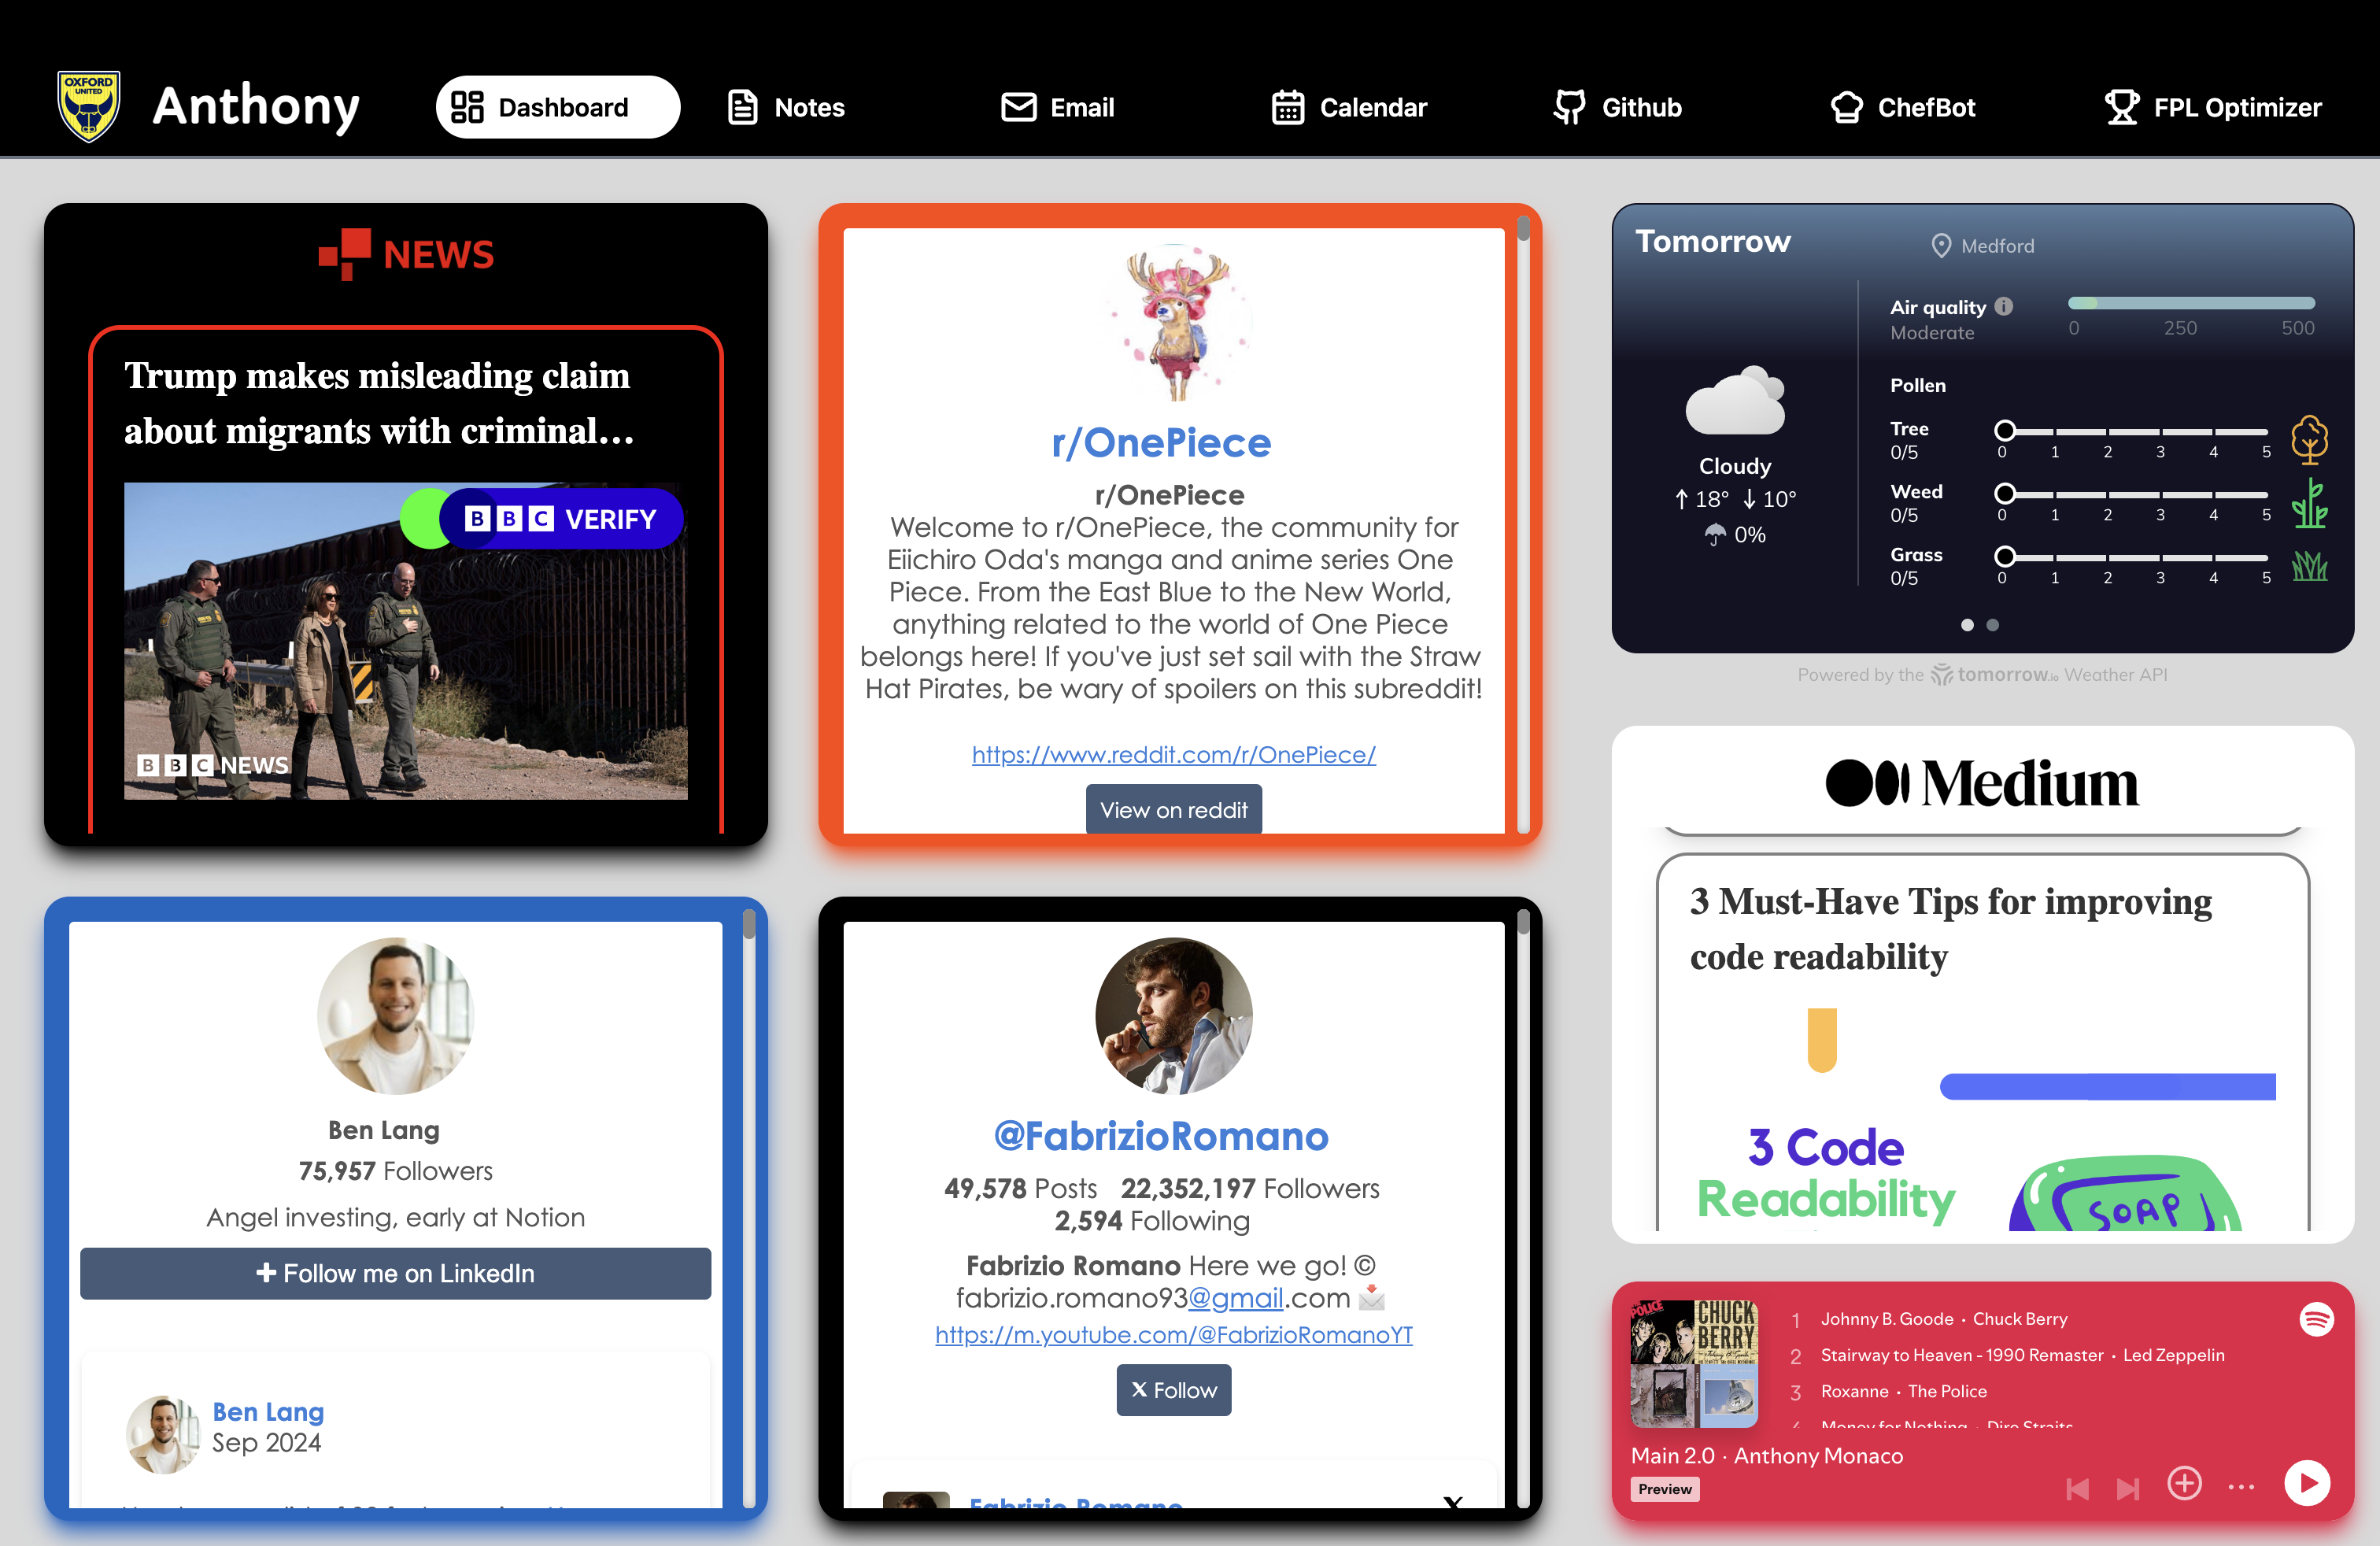 OXFORD
UNITED
Anthony
Dashboard
Notes
Email
Calendar
Github
ChefBot
FPL Optimizer
NEWS
Trump makes misleading claim
about migrants with criminal...
BBC VERIFY
BBC NEWS
r/OnePiece
r/OnePiece
Welcome to r/OnePiece, the community for
Eiichiro Oda's manga and anime series One
Piece. From the East Blue to the New World,
anything related to the world of One Piece
belongs here! If you've just set sail with the Straw
Hat Pirates, be wary of spoilers on this subreddit!
https://www.reddit.com/r/OnePiece/
View on reddit
Tomorrow
Medford
Air quality
Moderate
0 250 500
Pollen
Cloudy
↑ 18° ↓ 10°
0%
Tree
0/5
0 1 2 3 4 5
Weed
0/5
0 1 2 3 4 5
Grass
0/5
0 1 2 3 4 5
Powered by the tomorrow.io Weather API
Ben Lang
75,957 Followers
Angel investing, early at Notion
+ Follow me on LinkedIn
Ben Lang
Sep 2024
@FabrizioRomano
49,578 Posts 22,352,197 Followers
2,594 Following
Fabrizio Romano Here we go! ©
fabrizio.romano93@gmail.com 📩
https://m.youtube.com/@FabrizioRomanoYT
X Follow
Fabrizio Romano
X
Medium
3 Must-Have Tips for improving
code readability
3 Code
Readability
SOAP
POLICE
CHUCK
BERRY
1 Johnny B. Goode • Chuck Berry
2 Stairway to Heaven - 1990 Remaster • Led Zeppelin
3 Roxanne • The Police
4 Money for Nothing • Dire Straits
Main 2.0 · Anthony Monaco
Preview